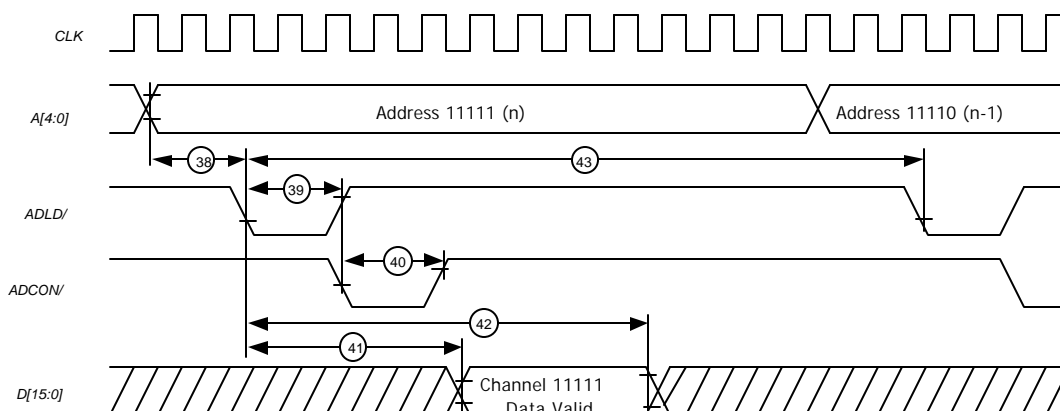 CLK
A[4:0]
Address 11111 (n)
Address 11110 (n-1)
38
43
39
ADLD/
40
ADCON/
42
41
D[15:0]
Channel 11111
Data Valid